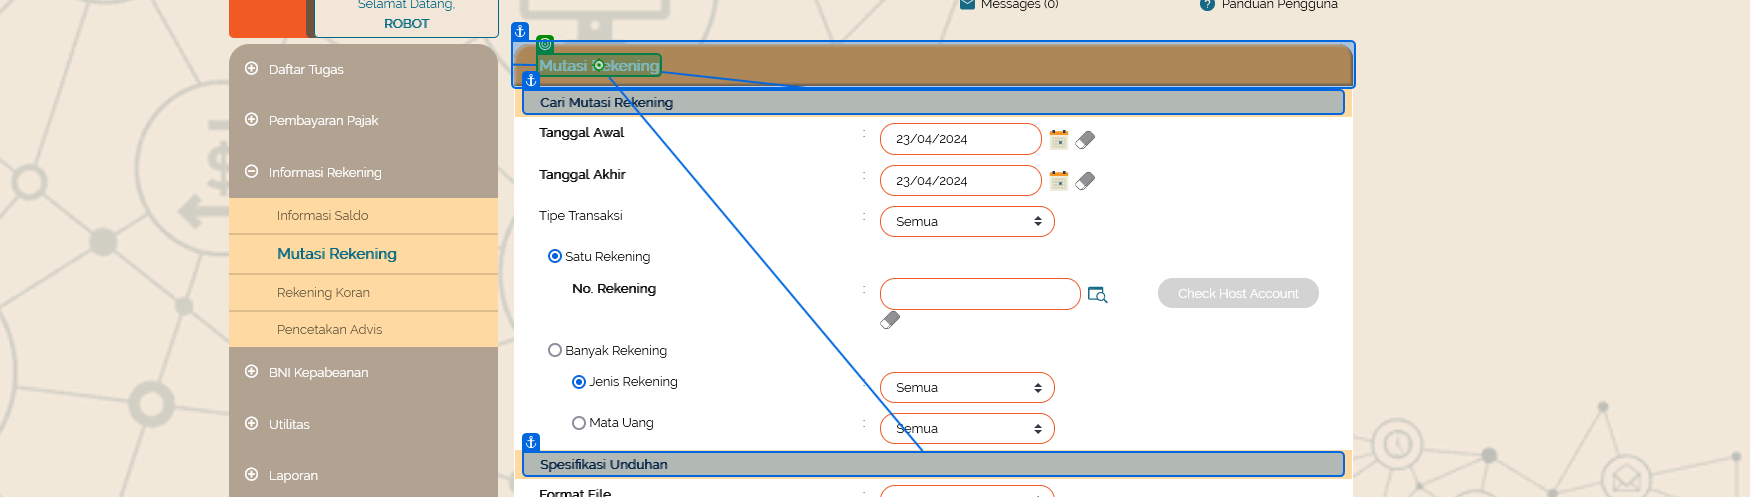 Selamat Datang,
ROBOT
Messages (0)
Panduan Pengguna
Daftar Tugas
Pembayaran Pajak
Informasi Rekening
Informasi Saldo
Mutasi Rekening
Rekening Koran
Pencetakan Advis
BNI Kepabeanan
Utilitas
Laporan
Mutasi Rekening
Cari Mutasi Rekening
Tanggal Awal : 23/04/2024
Tanggal Akhir : 23/04/2024
Tipe Transaksi : Semua
Satu Rekening
No. Rekening : Check Host Account
Banyak Rekening
Jenis Rekening : Semua
Mata Uang : Semua
Spesifikasi Unduhan
Format File :